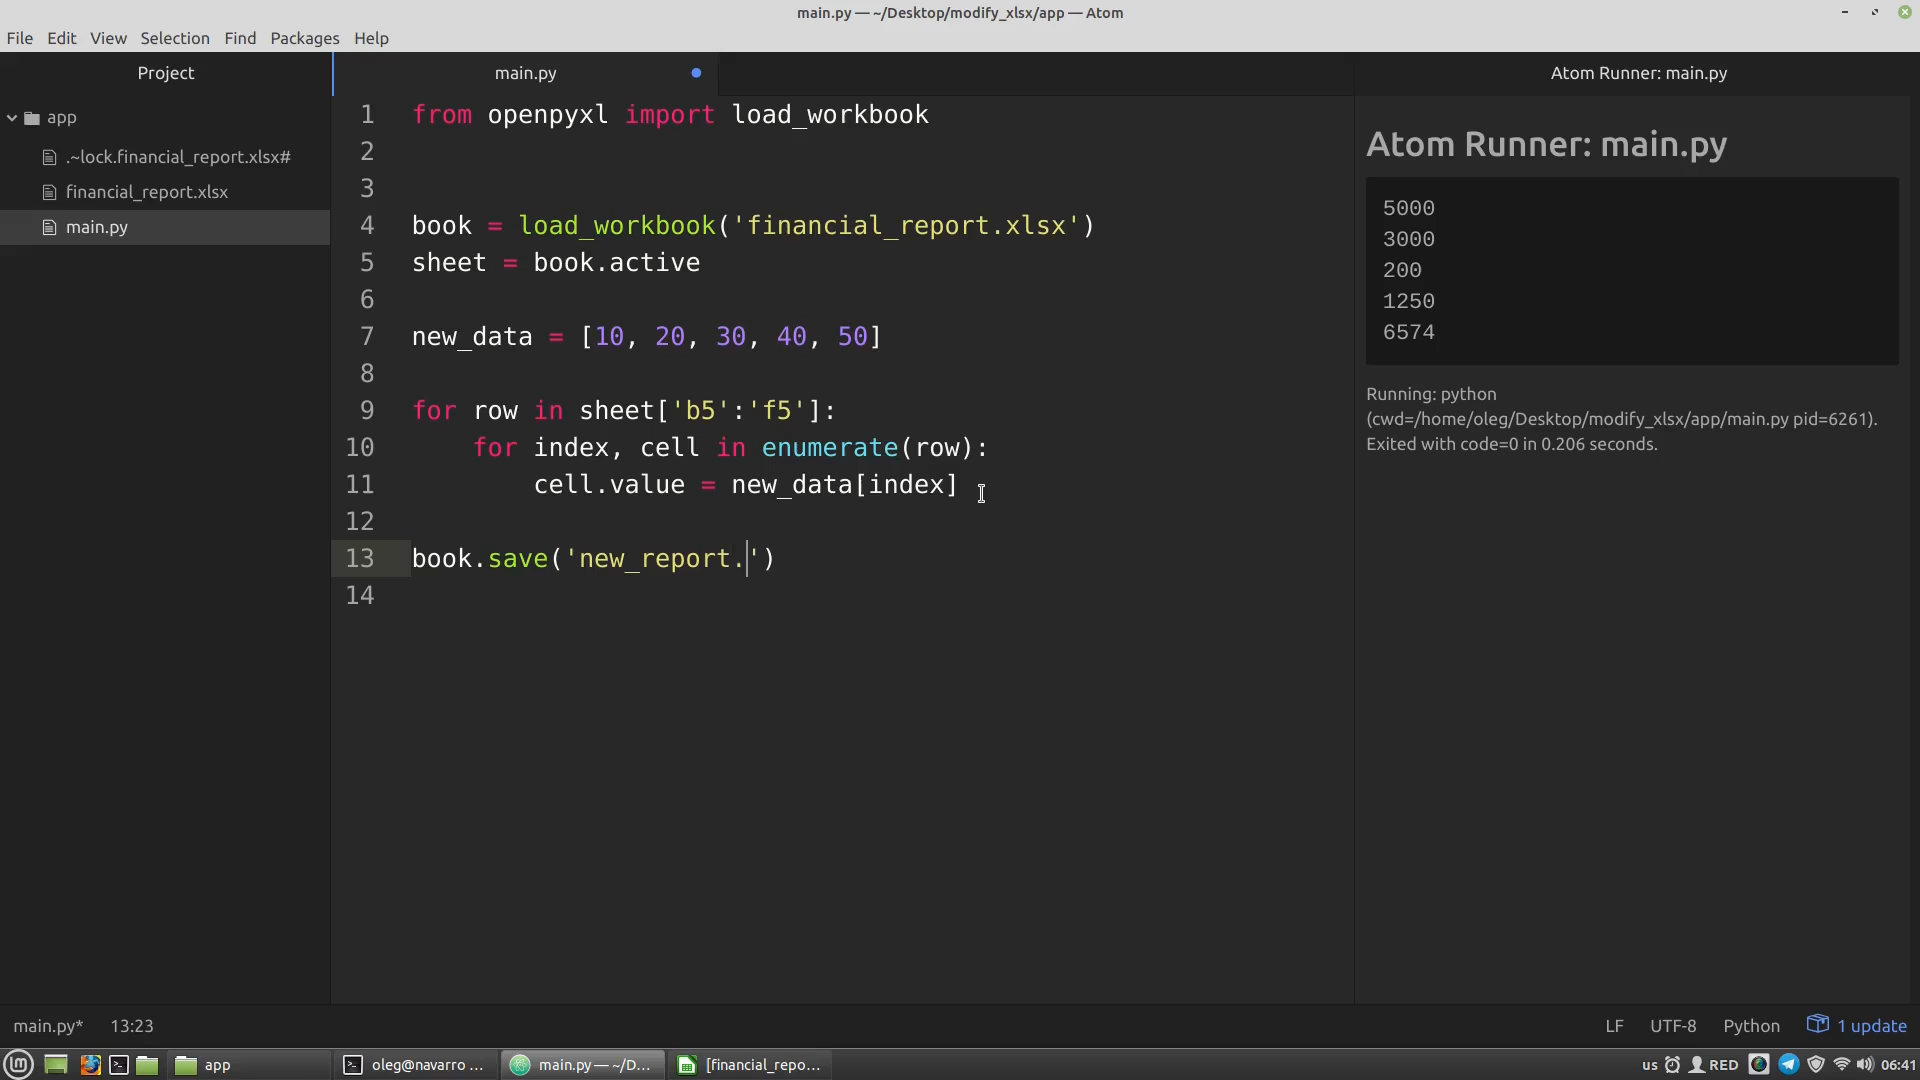 main.py — ~/Desktop/modify_xlsx/app — Atom
File Edit View Selection Find Packages Help
Project
main.py
Atom Runner: main.py
app
.~lock.financial_report.xlsx#
financial_report.xlsx
main.py
1 from openpyxl import load_workbook
2
3
4 book = load_workbook('financial_report.xlsx')
5 sheet = book.active
6
7 new_data = [10, 20, 30, 40, 50]
8
9 for row in sheet['b5':'f5']:
10 for index, cell in enumerate(row):
11 cell.value = new_data[index]
12
13 book.save('new_report.')
14
Atom Runner: main.py
5000
3000
200
1250
6574
Running: python
(cwd=/home/oleg/Desktop/modify_xlsx/app/main.py pid=6261).
Exited with code=0 in 0.206 seconds.
main.py* 13:23
LF UTF-8 Python 1 update
app
oleg@navarro ...
main.py — ~/D...
[financial_repo...
us RED 06:41